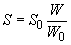 S = S₀ W/W₀